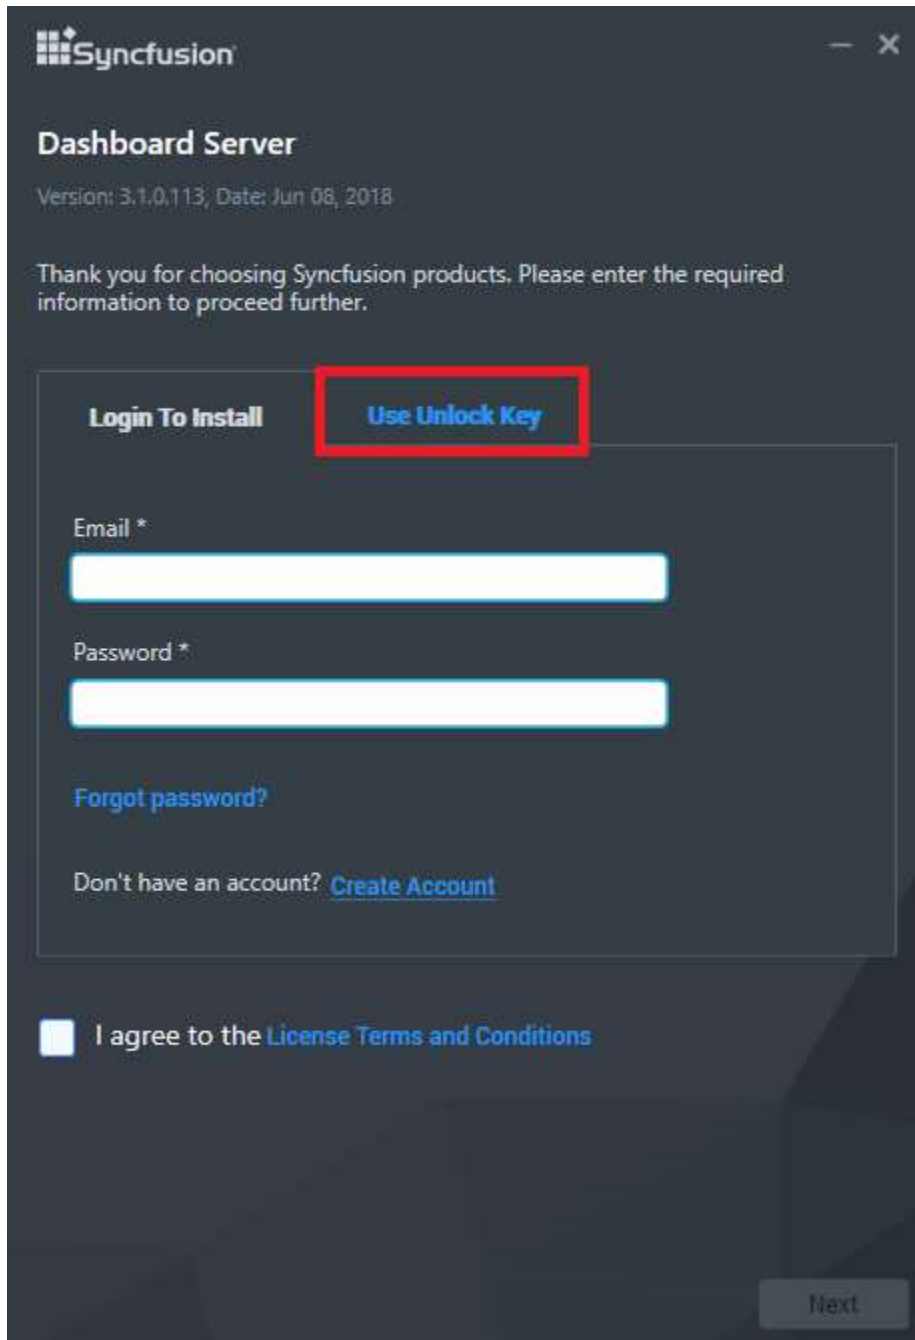 Syncfusion
Dashboard Server
Version: 3.1.0.113, Date: Jun 08, 2018
Thank you for choosing Syncfusion products. Please enter the required
information to proceed further.
Login To Install
Use Unlock Key
Email *
Password *
Forgot password?
Don't have an account? Create Account
I agree to the License Terms and Conditions
Next